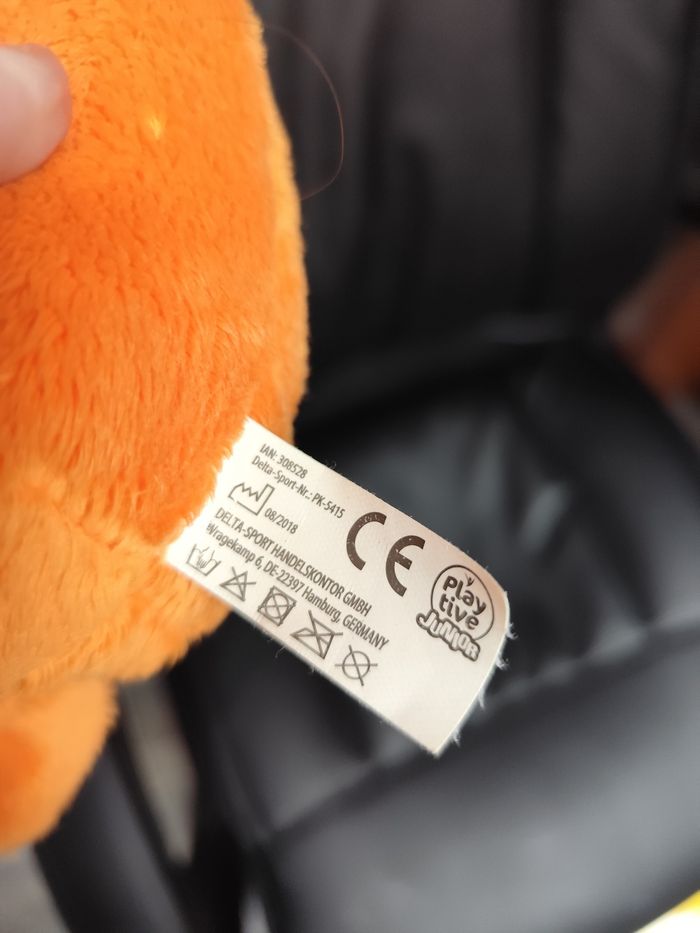 IAN: 308528
Delta-Sport-Nr.: PK-5415
08/2018
DELTA-SPORT HANDELSKONTOR GMBH
Wragekamp 6, DE-22397 Hamburg, GERMANY
CE
Play
tive
JUNIOR